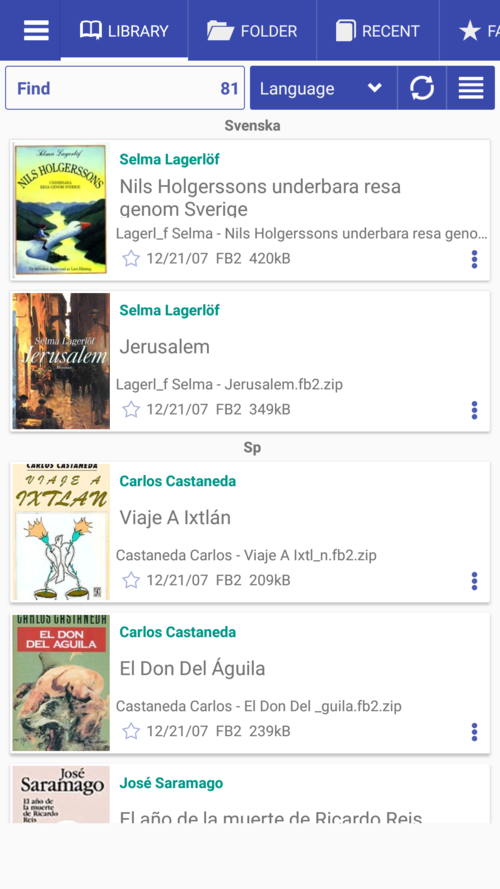 LIBRARY
FOLDER
RECENT
FA
Find
81
Language
Svenska
Selma Lagerlöf
NILS HOLGERSSONS
UNDERBARA
RESA GENOM SVERIGE
Selma Lagerlöf
Nils Holgerssons underbara resa
genom Sverige
Lagerl_f Selma - Nils Holgerssons underbara resa geno...
12/21/07 FB2 420kB
Selma Lagerlöf
Jerusalem
Selma Lagerlöf
Jerusalem
Lagerl_f Selma - Jerusalem.fb2.zip
12/21/07 FB2 349kB
Sp
CARLOS CASTANEDA
VIAJE A
IXTLAN
Carlos Castaneda
Viaje A Ixtlán
Castaneda Carlos - Viaje A Ixtl_n.fb2.zip
12/21/07 FB2 209kB
CARLOS CASTANEDA
EL DON
DEL AGUILA
Carlos Castaneda
El Don Del Águila
Castaneda Carlos - El Don Del _guila.fb2.zip
12/21/07 FB2 239kB
José
Saramago
El año de
la muerte
de Ricardo
Reis
José Saramago
El año de la muerte de Ricardo Reis